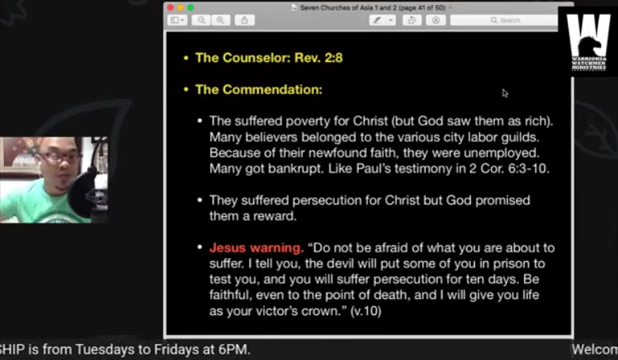 Seven Churches of Asia 1 and 2 (page 41 of 50)
Search
W
WARRIORS & WATCHMEN
MINISTRIES
• The Counselor: Rev. 2:8
• The Commendation:
• The suffered poverty for Christ (but God saw them as rich).
Many believers belonged to the various city labor guilds.
Because of their newfound faith, they were unemployed.
Many got bankrupt. Like Paul's testimony in 2 Cor. 6:3-10.
• They suffered persecution for Christ but God promised
them a reward.
• Jesus warning. “Do not be afraid of what you are about to
suffer. I tell you, the devil will put some of you in prison to
test you, and you will suffer persecution for ten days. Be
faithful, even to the point of death, and I will give you life
as your victor's crown.” (v.10)
SHIP is from Tuesdays to Fridays at 6PM.
Welcom